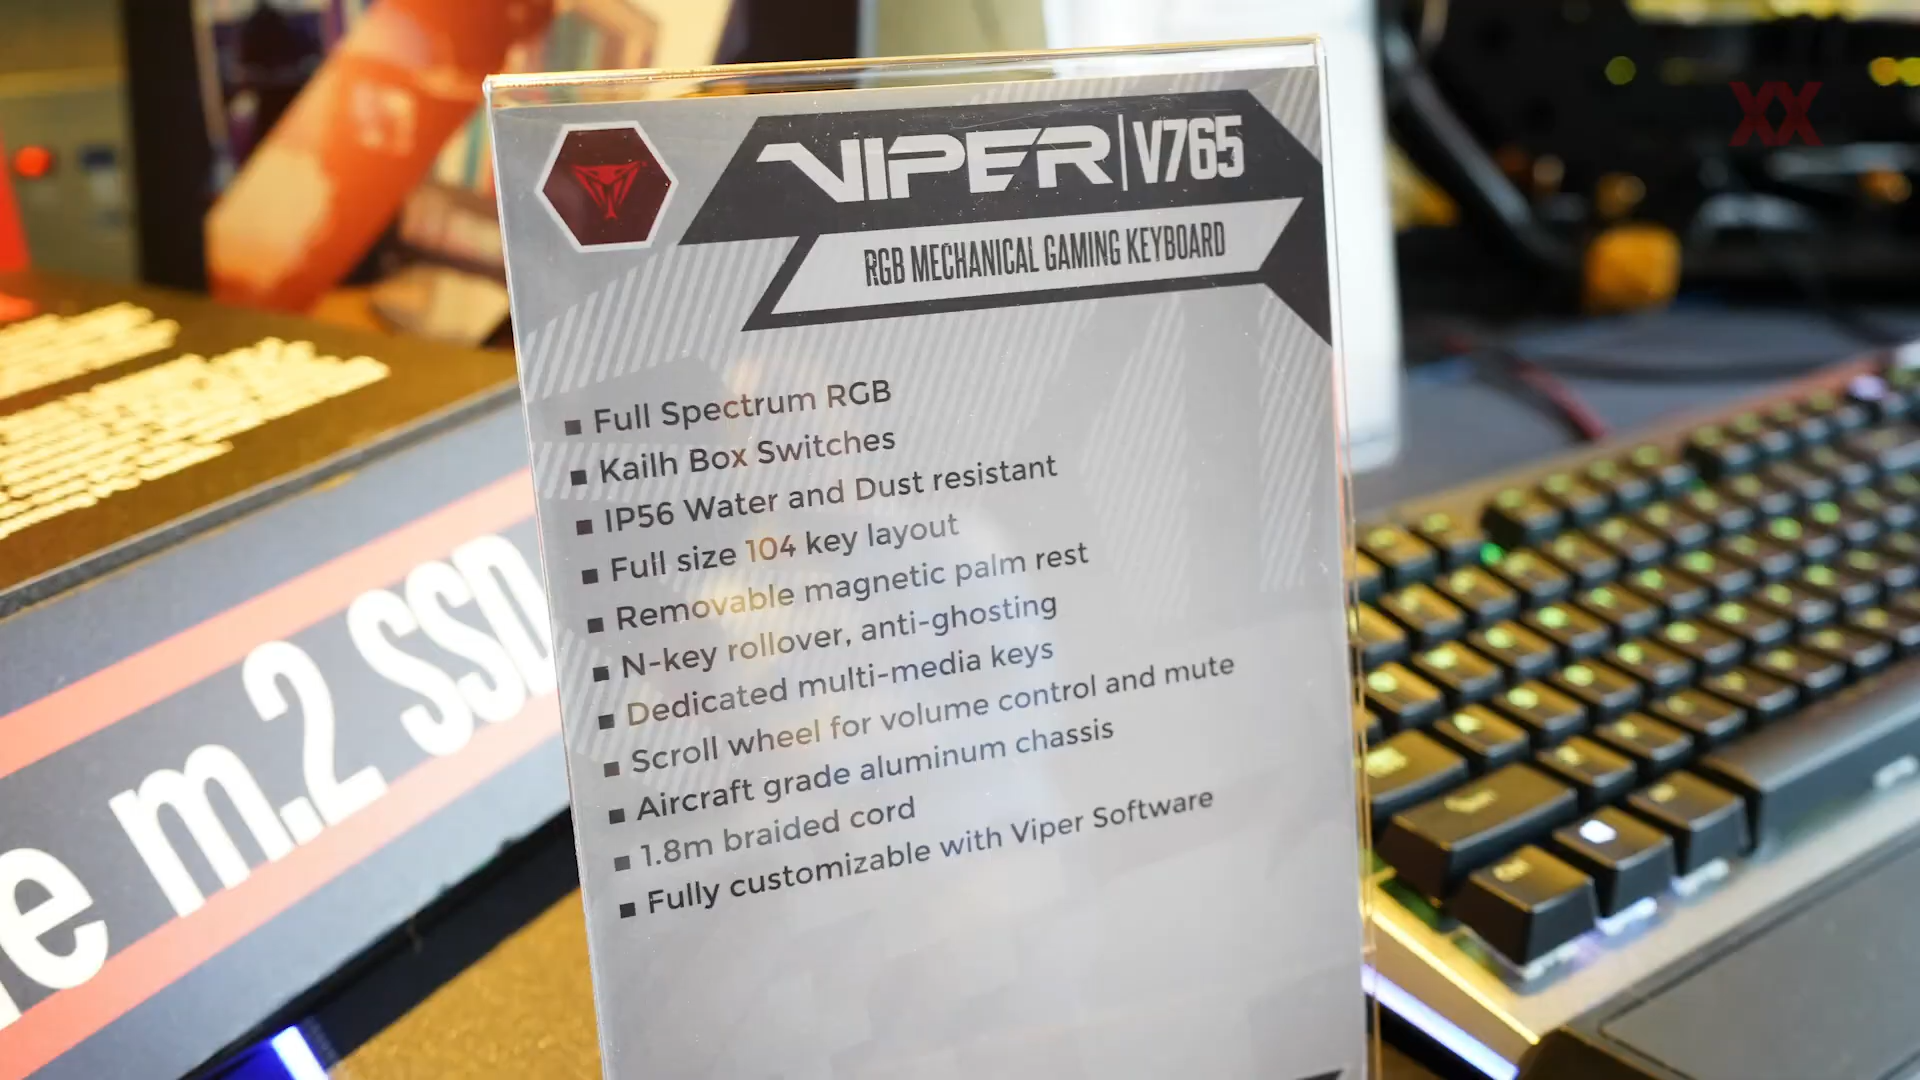 VIPER V765
RGB MECHANICAL GAMING KEYBOARD
Full Spectrum RGB
Kailh Box Switches
IP56 Water and Dust resistant
Full size 104 key layout
Removable magnetic palm rest
N-key rollover, anti-ghosting
Dedicated multi-media keys
Scroll wheel for volume control and mute
Aircraft grade aluminum chassis
1.8m braided cord
Fully customizable with Viper Software
e m.2 SSD
XX